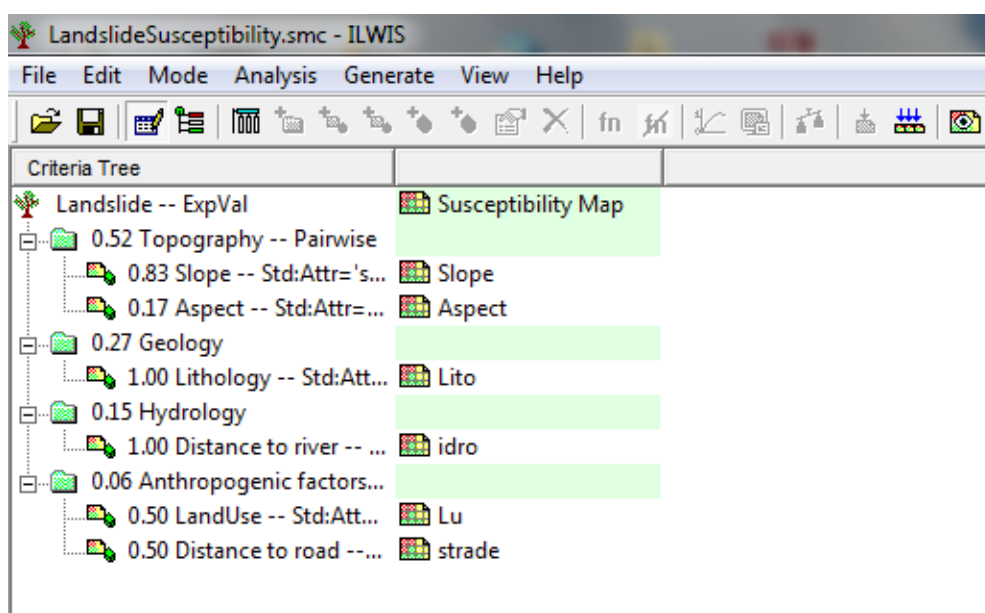 LandslideSusceptibility.smc - ILWIS
File Edit Mode Analysis Generate View Help
fn fn
Criteria Tree
Landslide -- ExpVal Susceptibility Map
0.52 Topography -- Pairwise
0.83 Slope -- Std:Attr='s... Slope
0.17 Aspect -- Std:Attr=... Aspect
0.27 Geology
1.00 Lithology -- Std:Att... Lito
0.15 Hydrology
1.00 Distance to river -- ... idro
0.06 Anthropogenic factors...
0.50 LandUse -- Std:Att... Lu
0.50 Distance to road --... strade